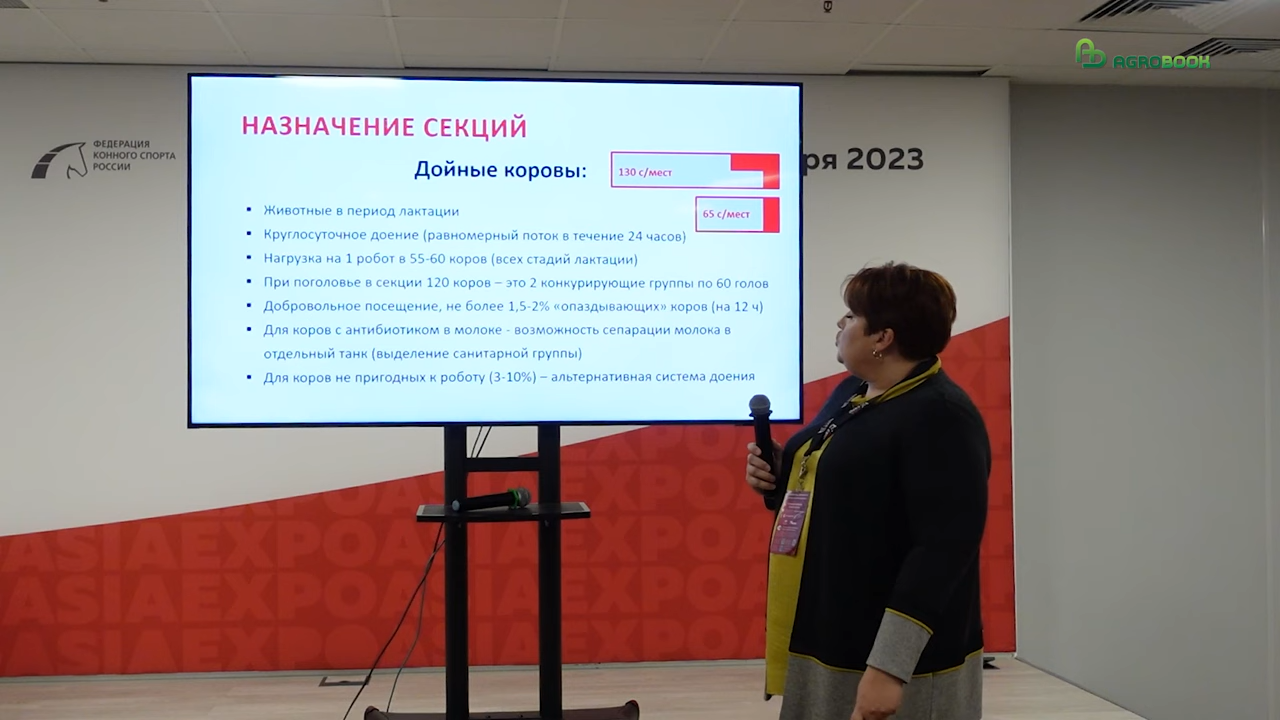 AGROBOOK
ФЕДЕРАЦИЯ
КОННОГО СПОРТА
РОССИИ
ря 2023
НАЗНАЧЕНИЕ СЕКЦИЙ
Дойные коровы:
130 с/мест
65 с/мест
▪ Животные в период лактации
▪ Круглосуточное доение (равномерный поток в течение 24 часов)
▪ Нагрузка на 1 робот в 55-60 коров (всех стадий лактации)
▪ При поголовье в секции 120 коров – это 2 конкурирующие группы по 60 голов
▪ Добровольное посещение, не более 1,5-2% «опаздывающих» коров (на 12 ч)
▪ Для коров с антибиотиком в молоке - возможность сепарации молока в
отдельный танк (выделение санитарной группы)
▪ Для коров не пригодных к роботу (3-10%) – альтернативная система доения
EXPOASIAEXPO
ASIAEXPOASIAEXPOA
ASIAEXPOASIAEXPOA
ASIAEXPOASIAEXPOA